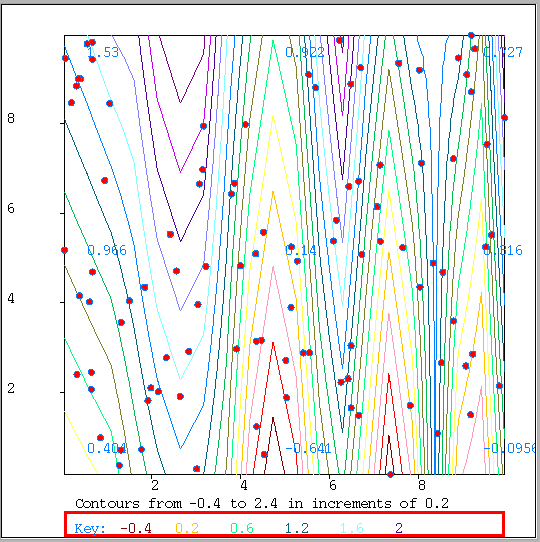 1.53 0.922 0.727
8
6
0.966 0.14 0.316
4
2
0.404 -0.641 -0.0956
2 4 6 8
Contours from -0.4 to 2.4 in increments of 0.2
Key: -0.4 0.2 0.6 1.2 1.6 2